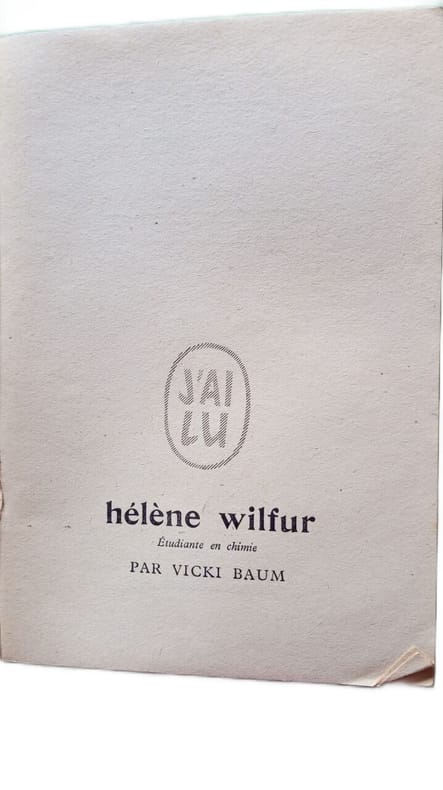 J'AI
LU
hélène wilfur
Étudiante en chimie
PAR VICKI BAUM